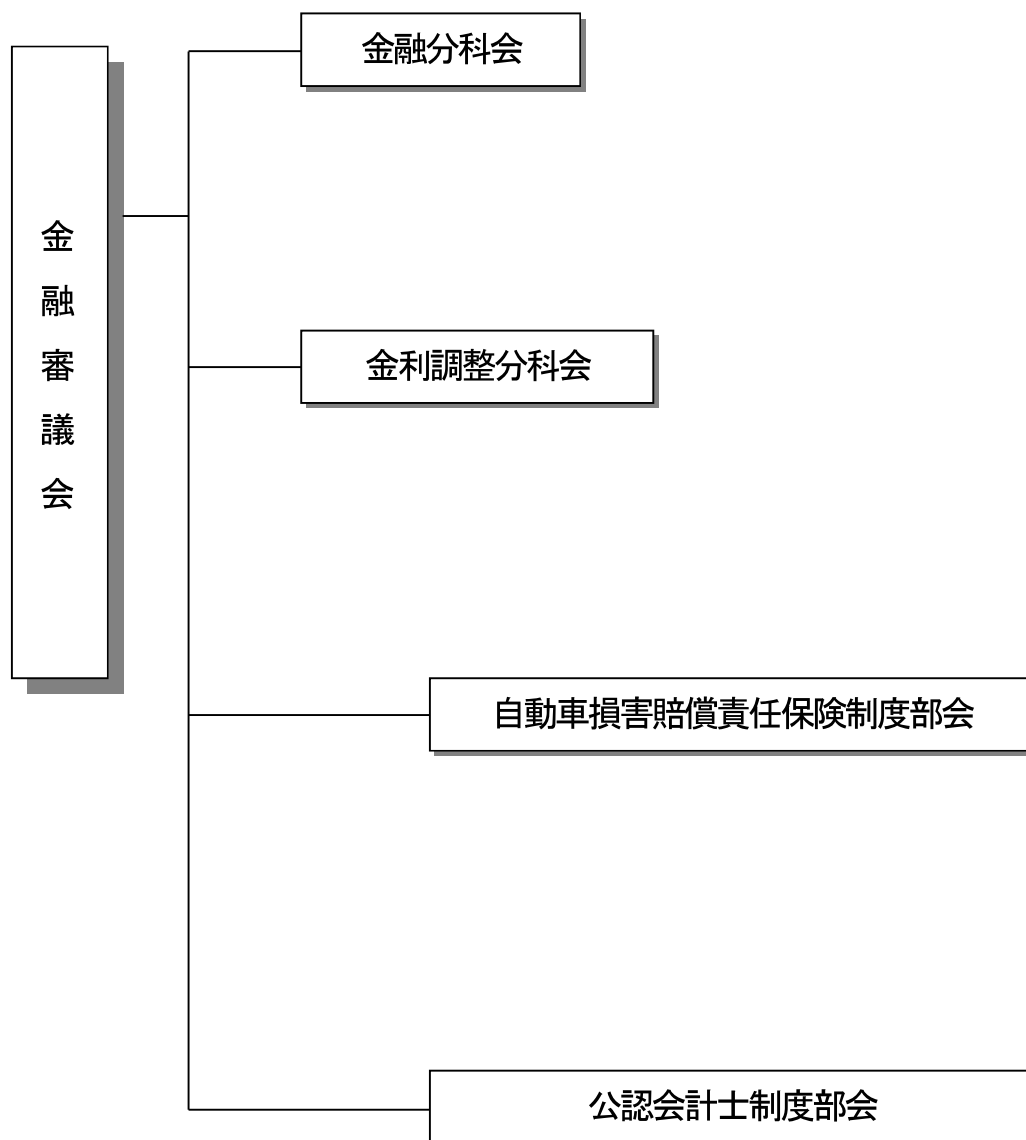 金融審議会
金融分科会
金利調整分科会
自動車損害賠償責任保険制度部会
公認会計士制度部会